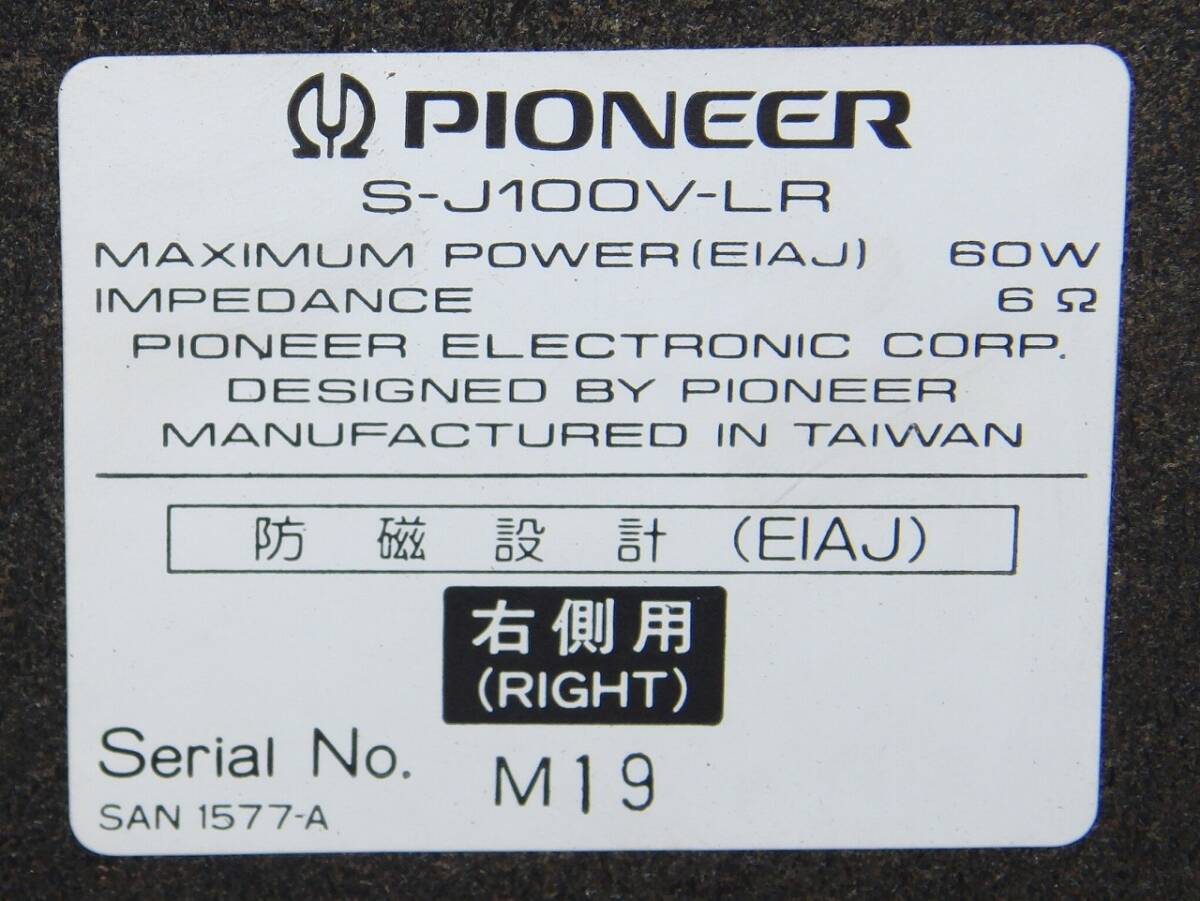 PIONEER
S-J100V-LR
MAXIMUM POWER(EIAJ) 60W
IMPEDANCE 6Ω
PIONEER ELECTRONIC CORP.
DESIGNED BY PIONEER
MANUFACTURED IN TAIWAN
防磁設計(EIAJ)
右側用
(RIGHT)
Serial No. M19
SAN 1577-A